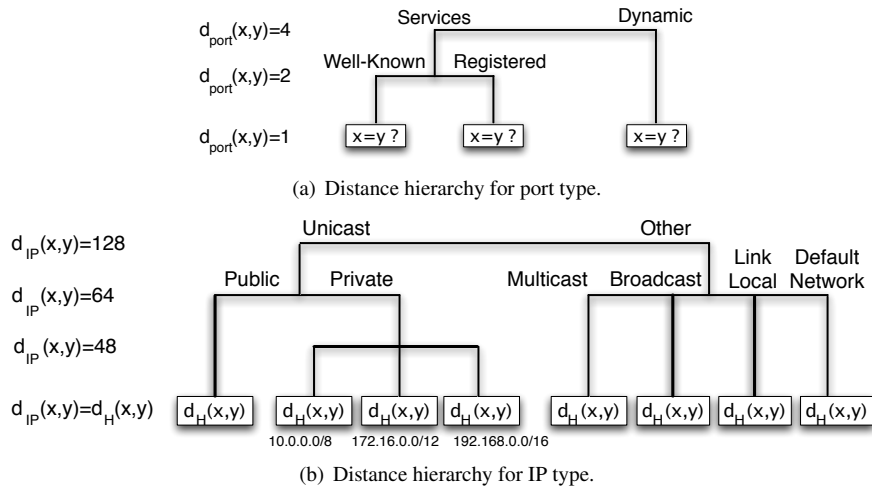 Services Dynamic
d_port(x,y)=4
Well-Known Registered
d_port(x,y)=2
d_port(x,y)=1 x=y ? x=y ? x=y ?
(a) Distance hierarchy for port type.
Unicast Other
d_IP(x,y)=128
Public Private Multicast Broadcast Link Local Default Network
d_IP(x,y)=64
d_IP(x,y)=48
d_IP(x,y)=d_H(x,y) d_H(x,y) d_H(x,y) d_H(x,y) d_H(x,y) d_H(x,y) d_H(x,y) d_H(x,y) d_H(x,y)
10.0.0.0/8 172.16.0.0/12 192.168.0.0/16
(b) Distance hierarchy for IP type.